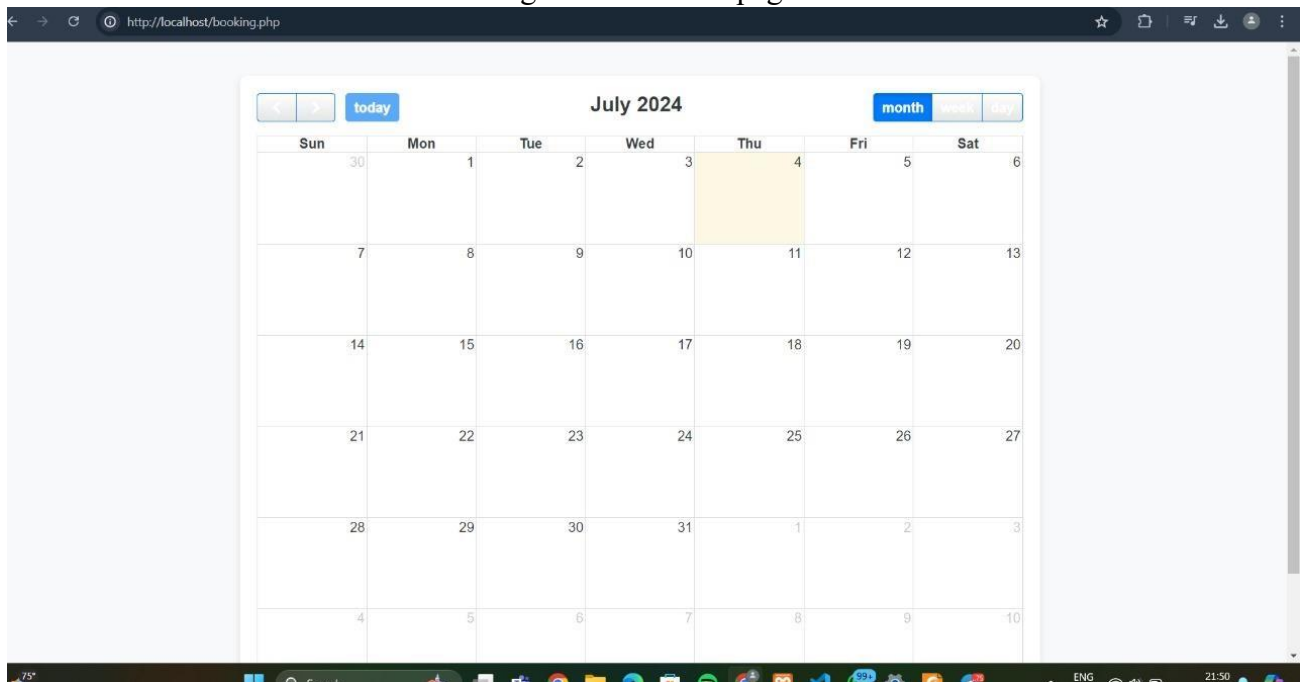 http://localhost/booking.php
today
July 2024
month week day
Sun Mon Tue Wed Thu Fri Sat
30 1 2 3 4 5 6
7 8 9 10 11 12 13
14 15 16 17 18 19 20
21 22 23 24 25 26 27
28 29 30 31 1 2 3
4 5 6 7 8 9 10
75°
99+
ENG
21:50